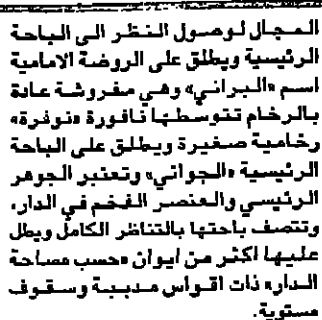 المجال لوصول النظر الى الباحة
الرئيسية ويطلق على الروضة الامامية
اسم «البراني» وهي مفروشة عادة
بالرخام تتوسطها نافورة «نوفرة»
رخامية صغيرة ويطلق على الباحة
الرئيسية «الجواني» وتعتبر الجوهر
الرئيسي والعنصر الفخم في الدار،
وتتصف باحتها بالتناظر الكامل ويطل
عليها اكثر من ايوان «حسب مساحة
الدار» ذات اقواس مدببة وسقوف
مستوية.